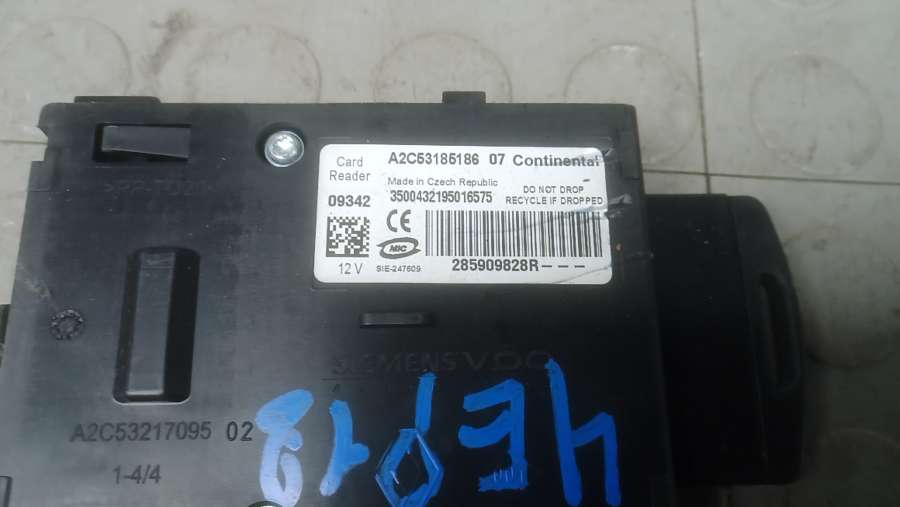 Card Reader
A2C53185186 07 Continental
Made in Czech Republic
DO NOT DROP
RECYCLE IF DROPPED
09342
3500432195016575
CE
MIC
12 V
SIE-247609
285909828R---
SIEMENS VDO
A2C53217095 02
1-4/4